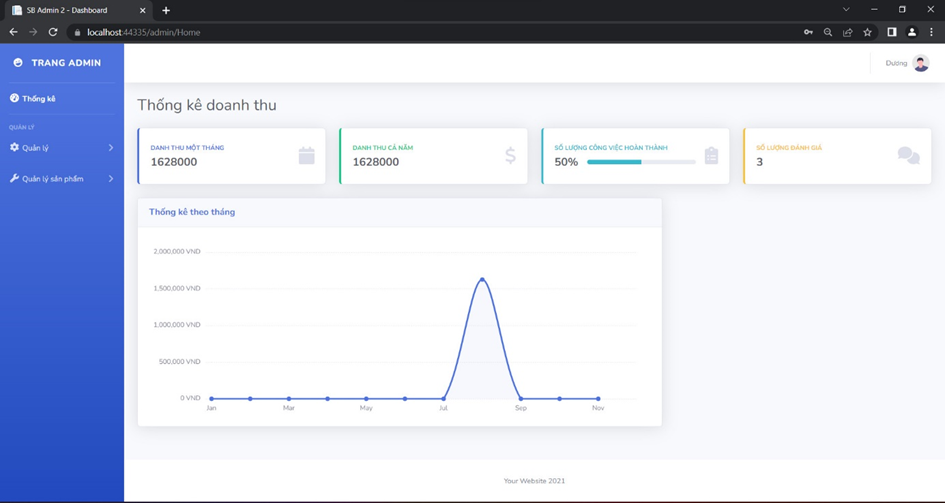 SB Admin 2 - Dashboard
localhost:44335/admin/Home
TRANG ADMIN
Dương
Thống kê
QUẢN LÝ
Quản lý
Quản lý sản phẩm
Thống kê doanh thu
DANH THU MỘT THÁNG
1628000
DANH THU CẢ NĂM
1628000
SỐ LƯỢNG CÔNG VIỆC HOÀN THÀNH
50%
SỐ LƯỢNG ĐÁNH GIÁ
3
Thống kê theo tháng
2,000,000 VND
1,500,000 VND
1,000,000 VND
500,000 VND
0 VND
Jan Mar May Jul Sep Nov
Your Website 2021